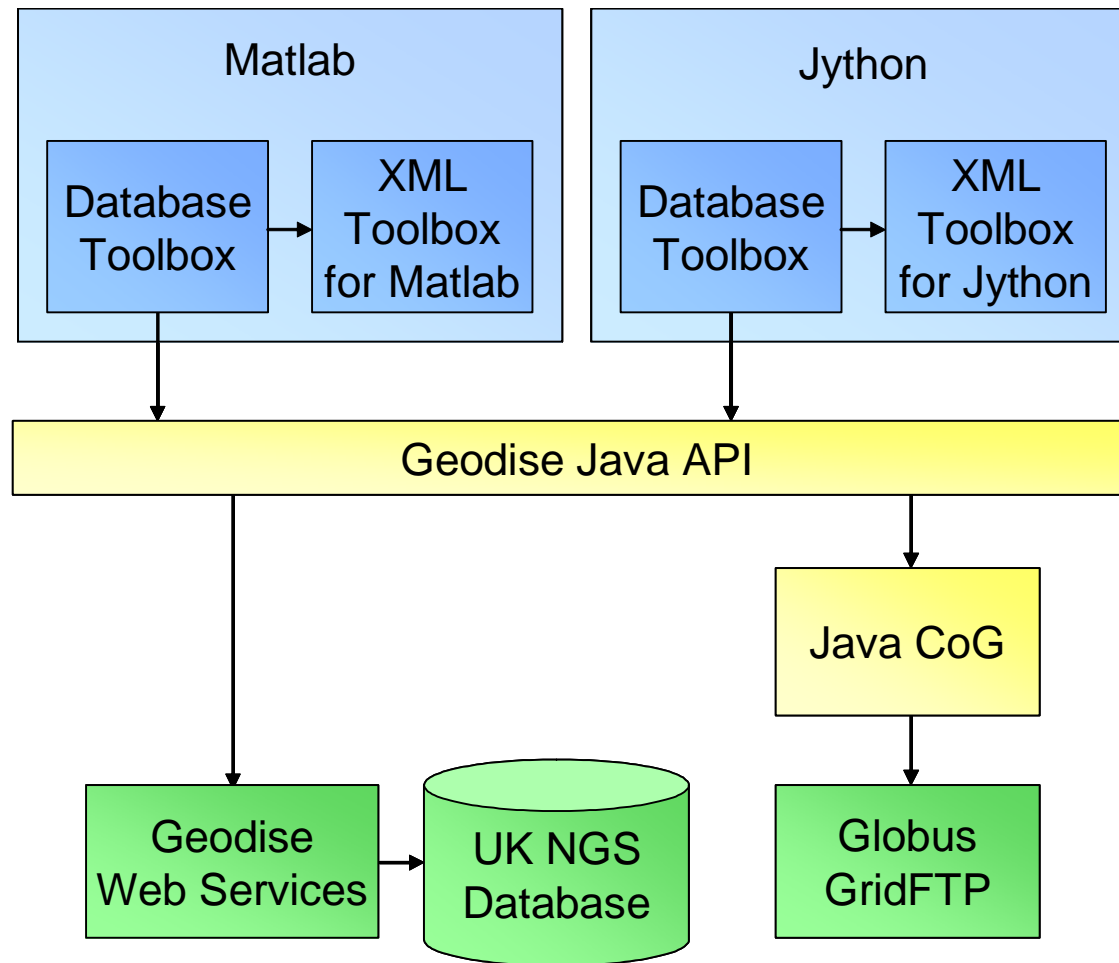 Matlab
Database
Toolbox
XML
Toolbox
for Matlab
Jython
Database
Toolbox
XML
Toolbox
for Jython
Geodise Java API
Java CoG
Geodise
Web Services
UK NGS
Database
Globus
GridFTP